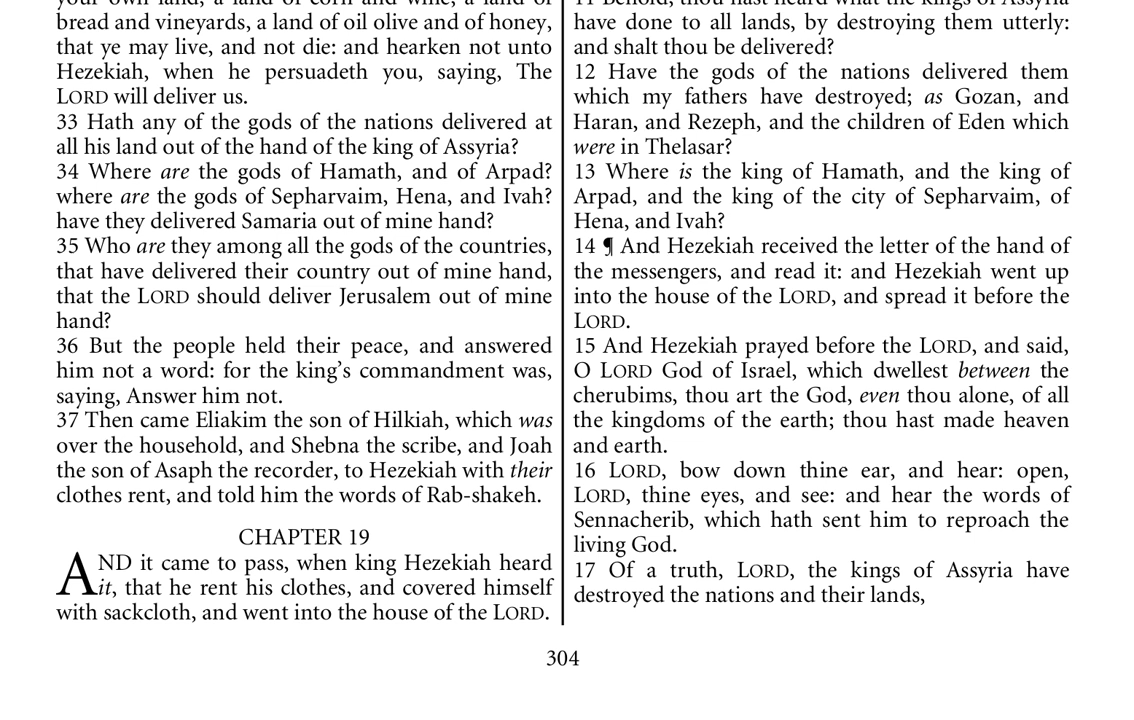 your own land, a land of corn and wine, a land of
bread and vineyards, a land of oil olive and of honey,
that ye may live, and not die: and hearken not unto
Hezekiah, when he persuadeth you, saying, The
LORD will deliver us.
33 Hath any of the gods of the nations delivered at
all his land out of the hand of the king of Assyria?
34 Where are the gods of Hamath, and of Arpad?
where are the gods of Sepharvaim, Hena, and Ivah?
have they delivered Samaria out of mine hand?
35 Who are they among all the gods of the countries,
that have delivered their country out of mine hand,
that the LORD should deliver Jerusalem out of mine
hand?
36 But the people held their peace, and answered
him not a word: for the king’s commandment was,
saying, Answer him not.
37 Then came Eliakim the son of Hilkiah, which was
over the household, and Shebna the scribe, and Joah
the son of Asaph the recorder, to Hezekiah with their
clothes rent, and told him the words of Rab-shakeh.
CHAPTER 19
AND it came to pass, when king Hezekiah heard
it, that he rent his clothes, and covered himself
with sackcloth, and went into the house of the LORD.
11 Behold, thou hast heard what the kings of Assyria
have done to all lands, by destroying them utterly:
and shalt thou be delivered?
12 Have the gods of the nations delivered them
which my fathers have destroyed; as Gozan, and
Haran, and Rezeph, and the children of Eden which
were in Thelasar?
13 Where is the king of Hamath, and the king of
Arpad, and the king of the city of Sepharvaim, of
Hena, and Ivah?
14 ¶ And Hezekiah received the letter of the hand of
the messengers, and read it: and Hezekiah went up
into the house of the LORD, and spread it before the
LORD.
15 And Hezekiah prayed before the LORD, and said,
O LORD God of Israel, which dwellest between the
cherubims, thou art the God, even thou alone, of all
the kingdoms of the earth; thou hast made heaven
and earth.
16 LORD, bow down thine ear, and hear: open,
LORD, thine eyes, and see: and hear the words of
Sennacherib, which hath sent him to reproach the
living God.
17 Of a truth, LORD, the kings of Assyria have
destroyed the nations and their lands,
304